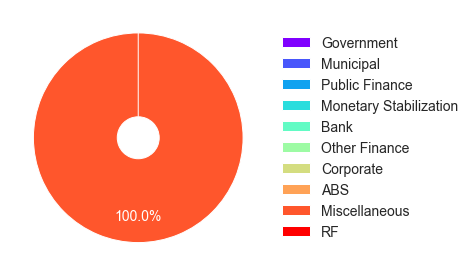 Government
Municipal
Public Finance
Monetary Stabilization
Bank
Other Finance
Corporate
ABS
Miscellaneous
RF
100.0%